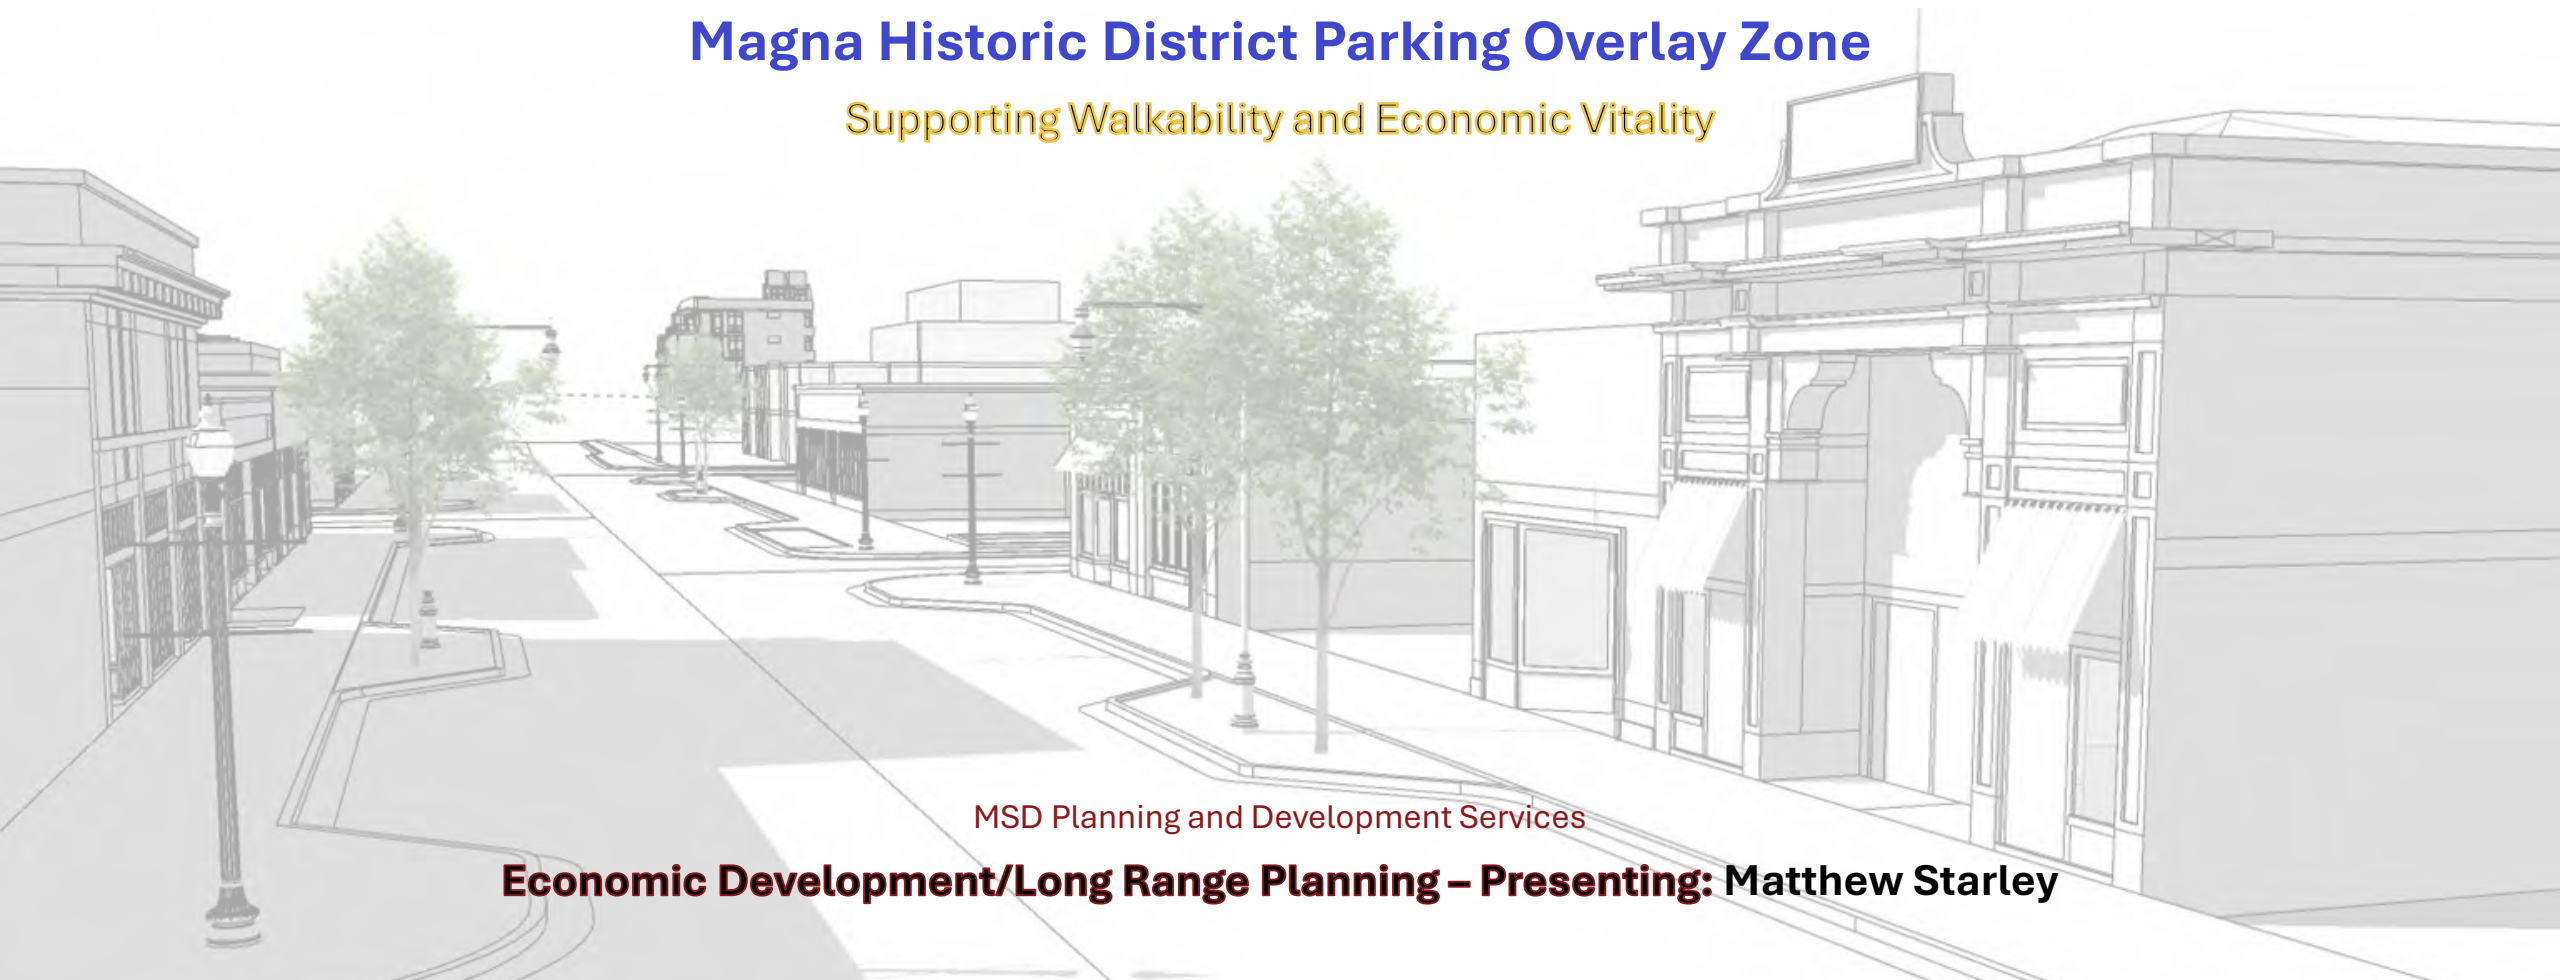 Magna Historic District Parking Overlay Zone
Supporting Walkability and Economic Vitality
MSD Planning and Development Services
Economic Development/Long Range Planning – Presenting: Matthew Starley